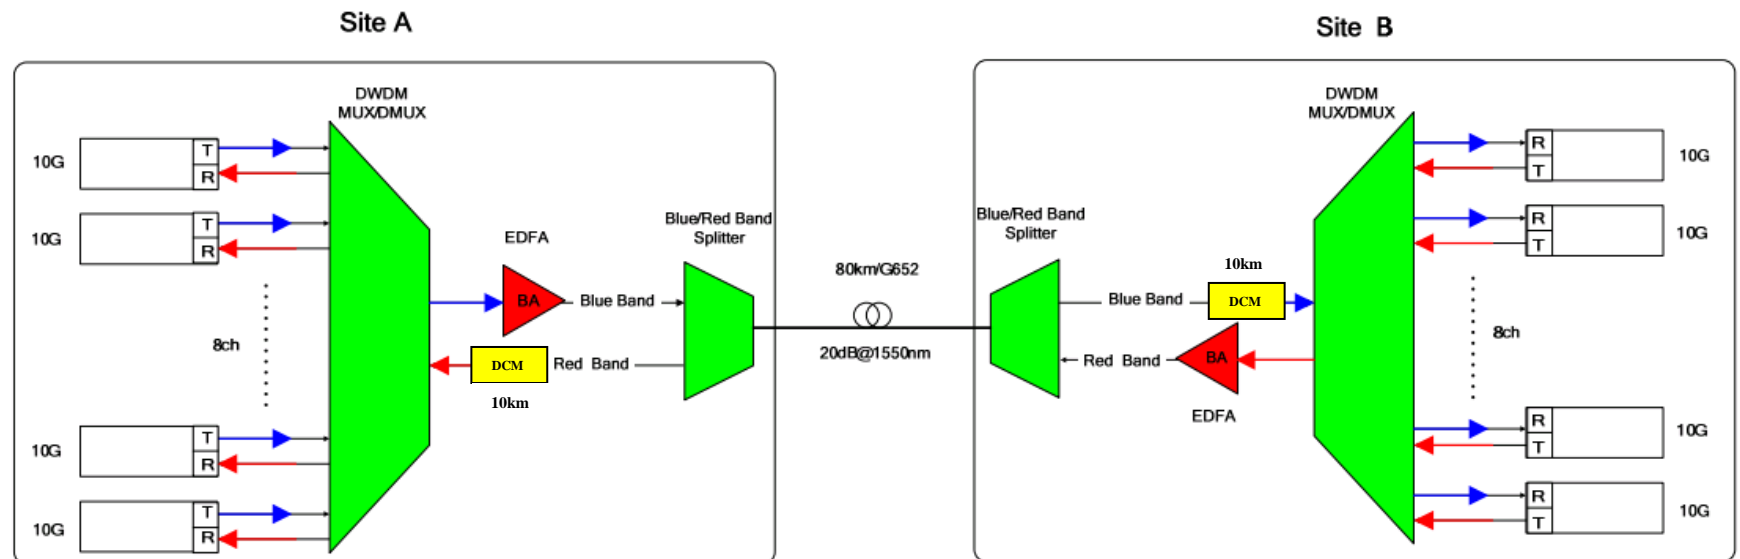 Site A
Site B
DWDM
MUX/DMUX
10G
T
R
10G
T
R
8ch
10G
T
R
10G
T
R
EDFA
BA
Blue Band
DCM
Red Band
10km
Blue/Red Band
Splitter
80km/G652
20dB@1550nm
Blue/Red Band
Splitter
10km
Blue Band
DCM
Red Band
BA
EDFA
DWDM
MUX/DMUX
R
T
10G
R
T
10G
8ch
R
T
10G
R
T
10G